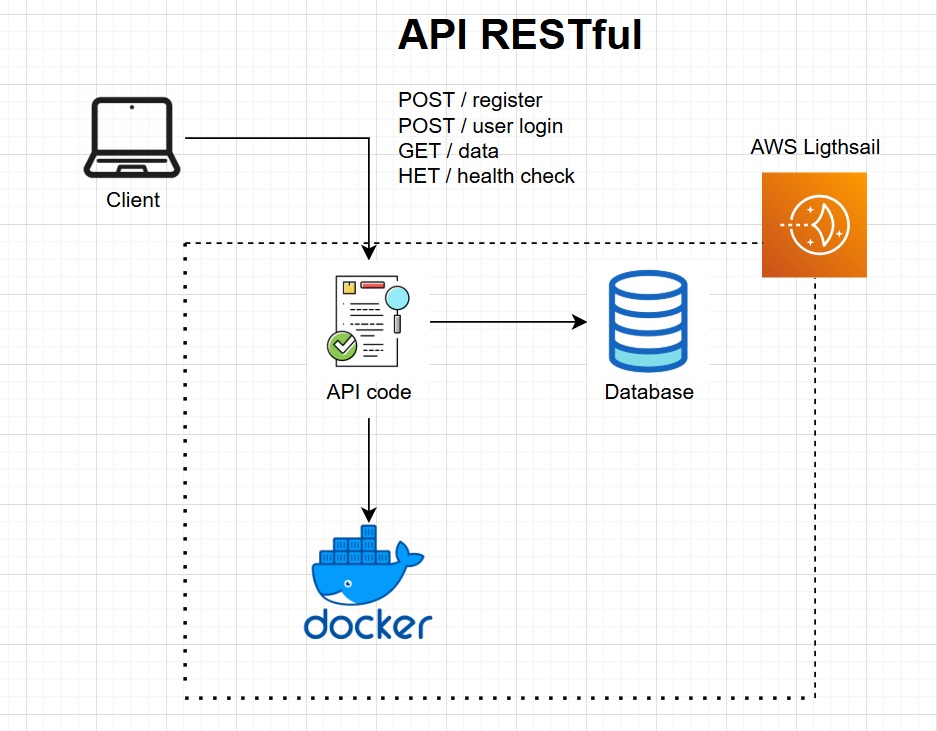 API RESTful
POST / register
POST / user login
GET / data
HET / health check
AWS Ligthsail
Client
API code
Database
docker